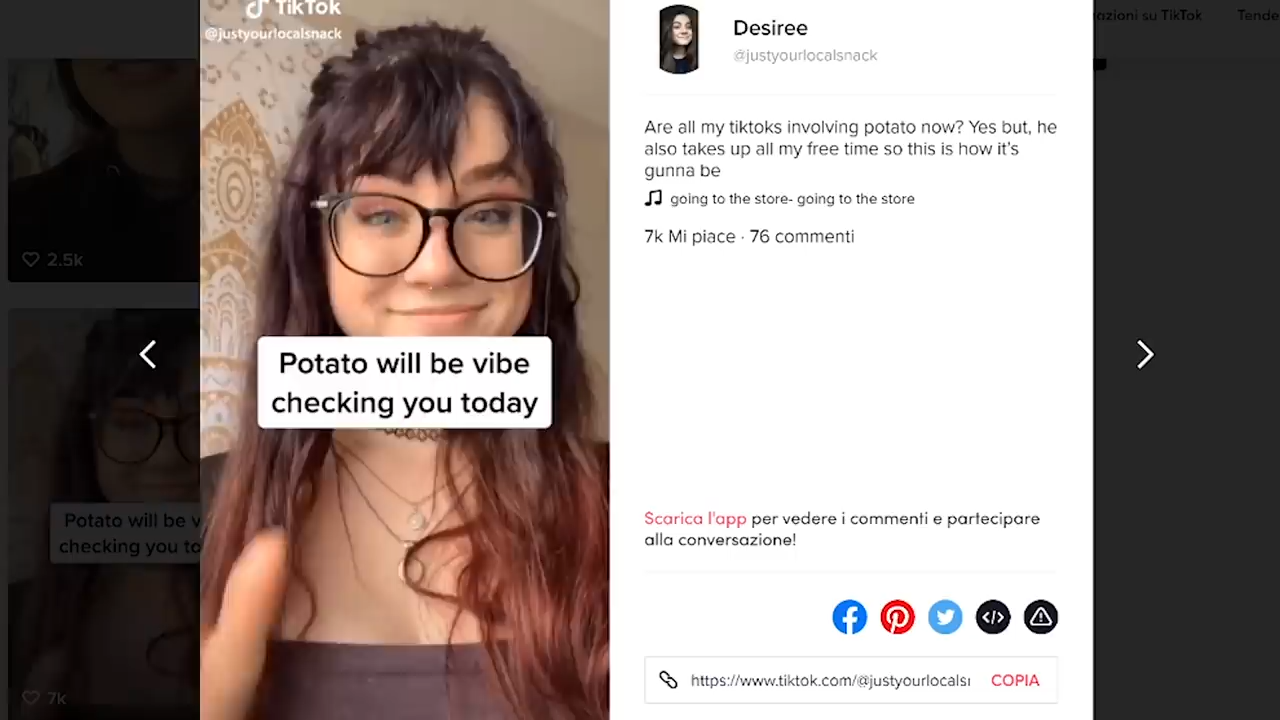 TikTok
@justyourlocalsnack
Potato will be vibe
checking you today
Desiree
@justyourlocalsnack
Are all my tiktoks involving potato now? Yes but, he
also takes up all my free time so this is how it's
gunna be
going to the store- going to the store
7k Mi piace · 76 commenti
Scarica l'app per vedere i commenti e partecipare
alla conversazione!
https://www.tiktok.com/@justyourlocalsı
COPIA
razioni su TikTok
Tende
2.5k
Potato will be v
checking you to
7k